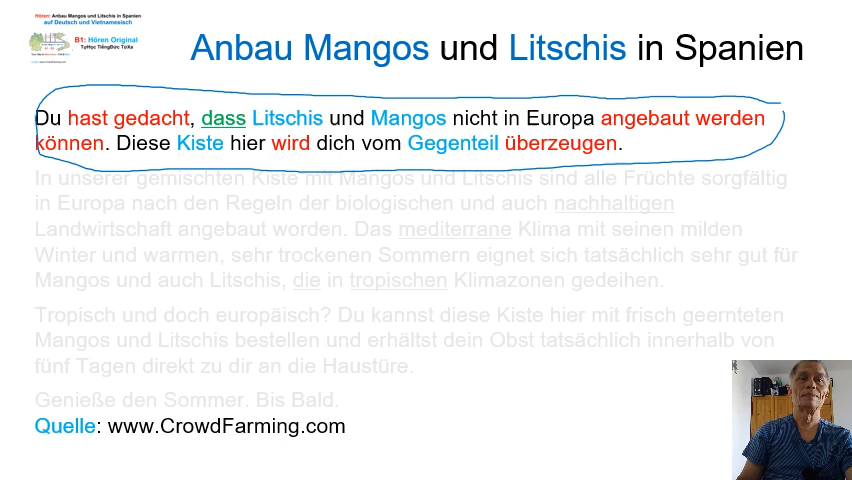 Hören: Anbau Mangos und Litschis in Spanien
auf Deutsch und Vietnamesisch
B1: Hören Original
TựHọc TiếngĐức TừXa
Anbau Mangos und Litschis in Spanien
Du hast gedacht, dass Litschis und Mangos nicht in Europa angebaut werden
können. Diese Kiste hier wird dich vom Gegenteil überzeugen.
In unserer gemischten Kiste mit Mangos und Litschis sind alle Früchte sorgfältig
in Europa nach den Regeln der biologischen und auch nachhaltigen
Landwirtschaft angebaut worden. Das mediterrane Klima mit seinen milden
Winter und warmen, sehr trockenen Sommern eignet sich tatsächlich sehr gut für
Mangos und auch Litschis, die in tropischen Klimazonen gedeihen.
Tropisch und doch europäisch? Du kannst diese Kiste hier mit frisch geernteten
Mangos und Litschis bestellen und erhältst dein Obst tatsächlich innerhalb von
fünf Tagen direkt zu dir an die Haustüre.
Genieße den Sommer. Bis Bald.
Quelle: www.CrowdFarming.com